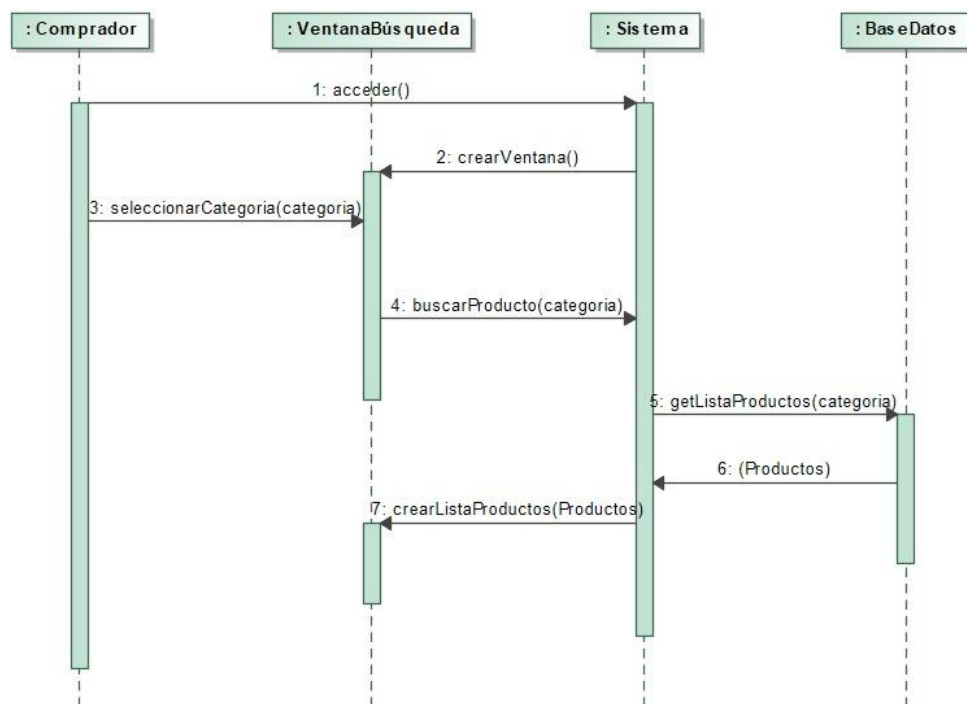 : Comprador
: VentanaBúsqueda
: Sistema
: BaseDatos
1: acceder()
2: crearVentana()
3: seleccionarCategoria(categoria)
4: buscarProducto(categoria)
5: getListaProductos(categoria)
6: (Productos)
7: crearListaProductos(Productos)